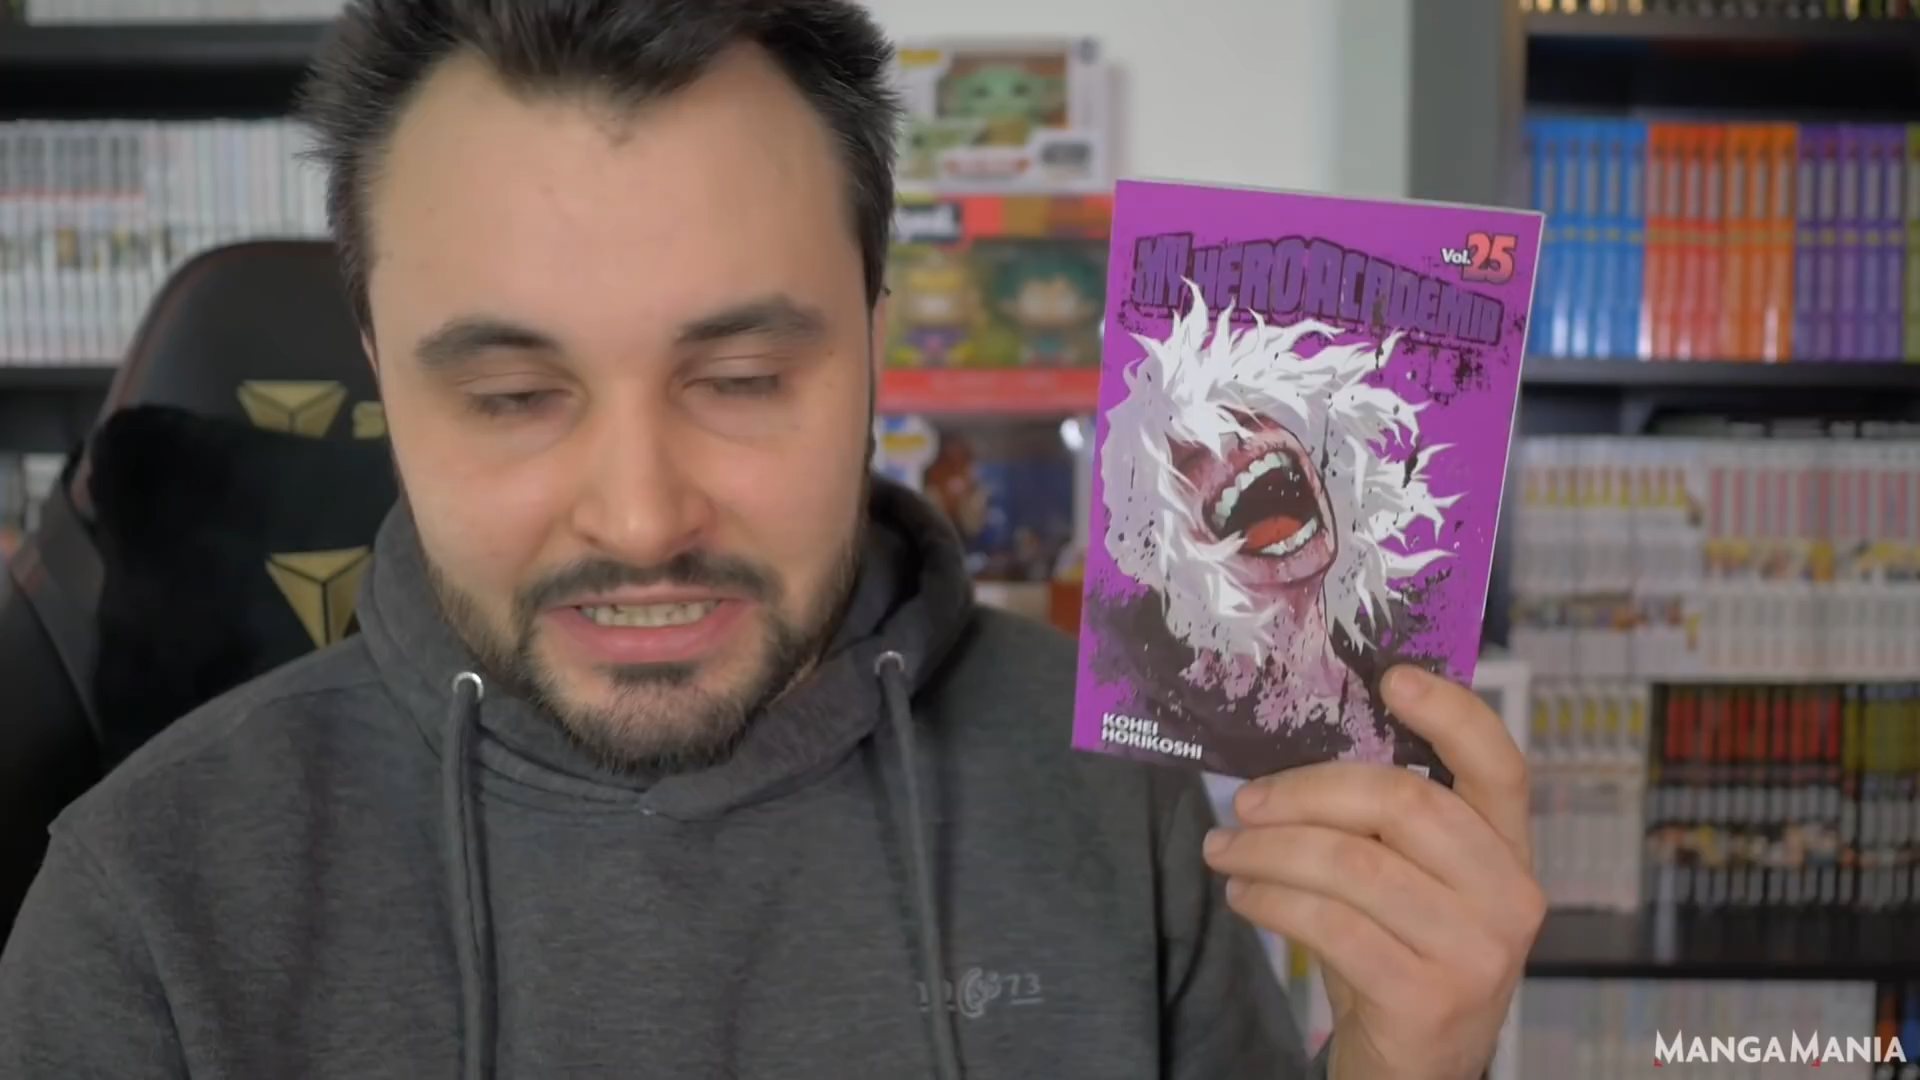 Vol.25
MY HERO ACADEMIA
KOHEI
HORIKOSHI
MANGAMANIA